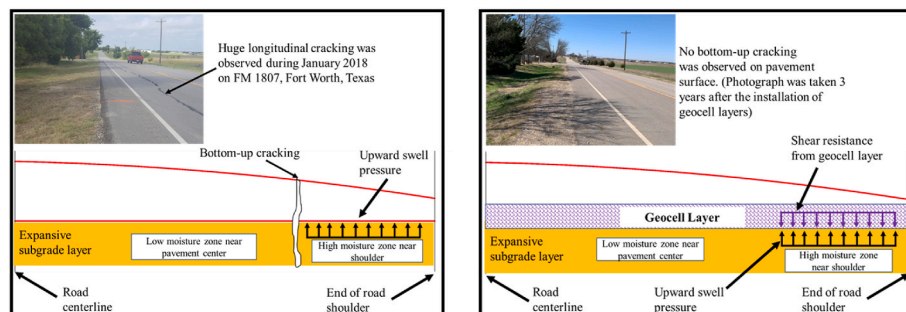 Huge longitudinal cracking was
observed during January 2018
on FM 1807, Fort Worth, Texas
Bottom-up cracking
Upward swell
pressure
Expansive
subgrade layer
Low moisture zone near
pavement center
High moisture zone near
shoulder
Road
centerline
End of road
shoulder
No bottom-up cracking
was observed on pavement
surface. (Photograph was taken 3
years after the installation of
geocell layers)
Shear resistance
from geocell layer
Geocell Layer
Expansive
subgrade layer
Low moisture zone near
pavement center
High moisture zone
near shoulder
Road
centerline
Upward swell
pressure
End of road
shoulder